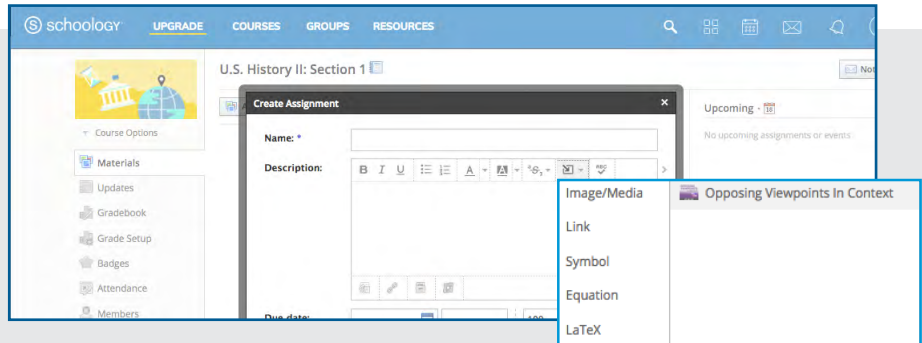 schoology UPGRADE COURSES GROUPS RESOURCES
U.S. History II: Section 1
Course Options
Materials
Updates
Gradebook
Grade Setup
Badges
Attendance
Members
Create Assignment ×
Name: *
Description:
B I U A
Upcoming · 10
No upcoming assignments or events
Image/Media
Link
Symbol
Equation
LaTeX
Opposing Viewpoints In Context